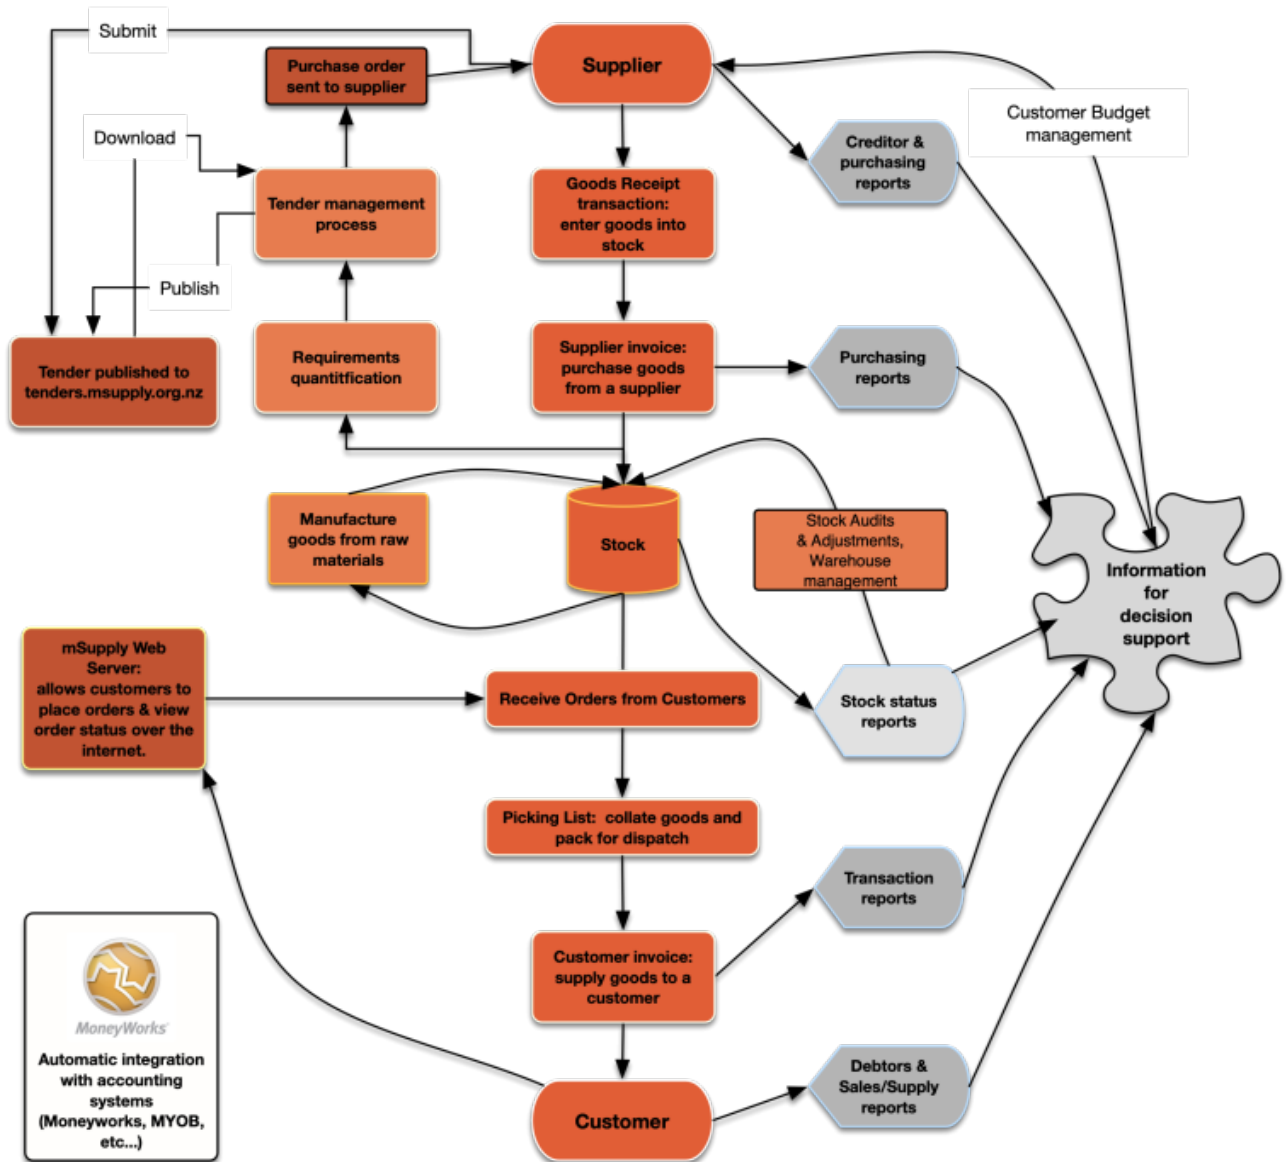 Submit
Supplier
Purchase order
sent to supplier
Customer Budget
management
Download
Creditor &
purchasing
reports
Tender management
process
Goods Receipt
transaction:
enter goods into
stock
Publish
Tender published to
tenders.msupply.org.nz
Requirements
quantitfication
Supplier invoice:
purchase goods
from a supplier
Purchasing
reports
Manufacture
goods from raw
materials
Stock
Stock Audits
& Adjustments,
Warehouse
management
Information
for
decision
support
mSupply Web
Server:
allows customers to
place orders & view
order status over the
internet.
Receive Orders from Customers
Stock status
reports
Picking List:  collate goods and
pack for dispatch
Transaction
reports
Customer invoice:
supply goods to a
customer
MoneyWorks
Automatic integration
with accounting
systems
(Moneyworks, MYOB,
etc...)
Debtors &
Sales/Supply
reports
Customer